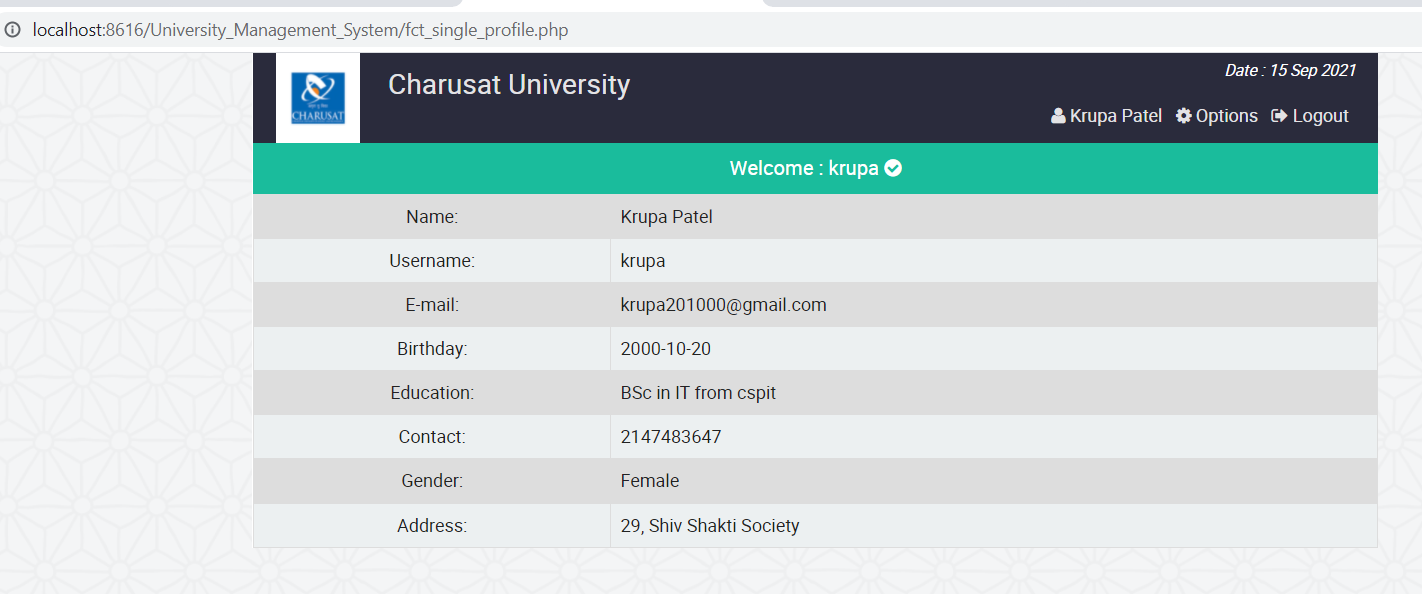 localhost:8616/University_Management_System/fct_single_profile.php
CHARUSAT
Charusat University
Date : 15 Sep 2021
Krupa Patel Options Logout
Welcome : krupa
Name: Krupa Patel
Username: krupa
E-mail: krupa201000@gmail.com
Birthday: 2000-10-20
Education: BSc in IT from cspit
Contact: 2147483647
Gender: Female
Address: 29, Shiv Shakti Society